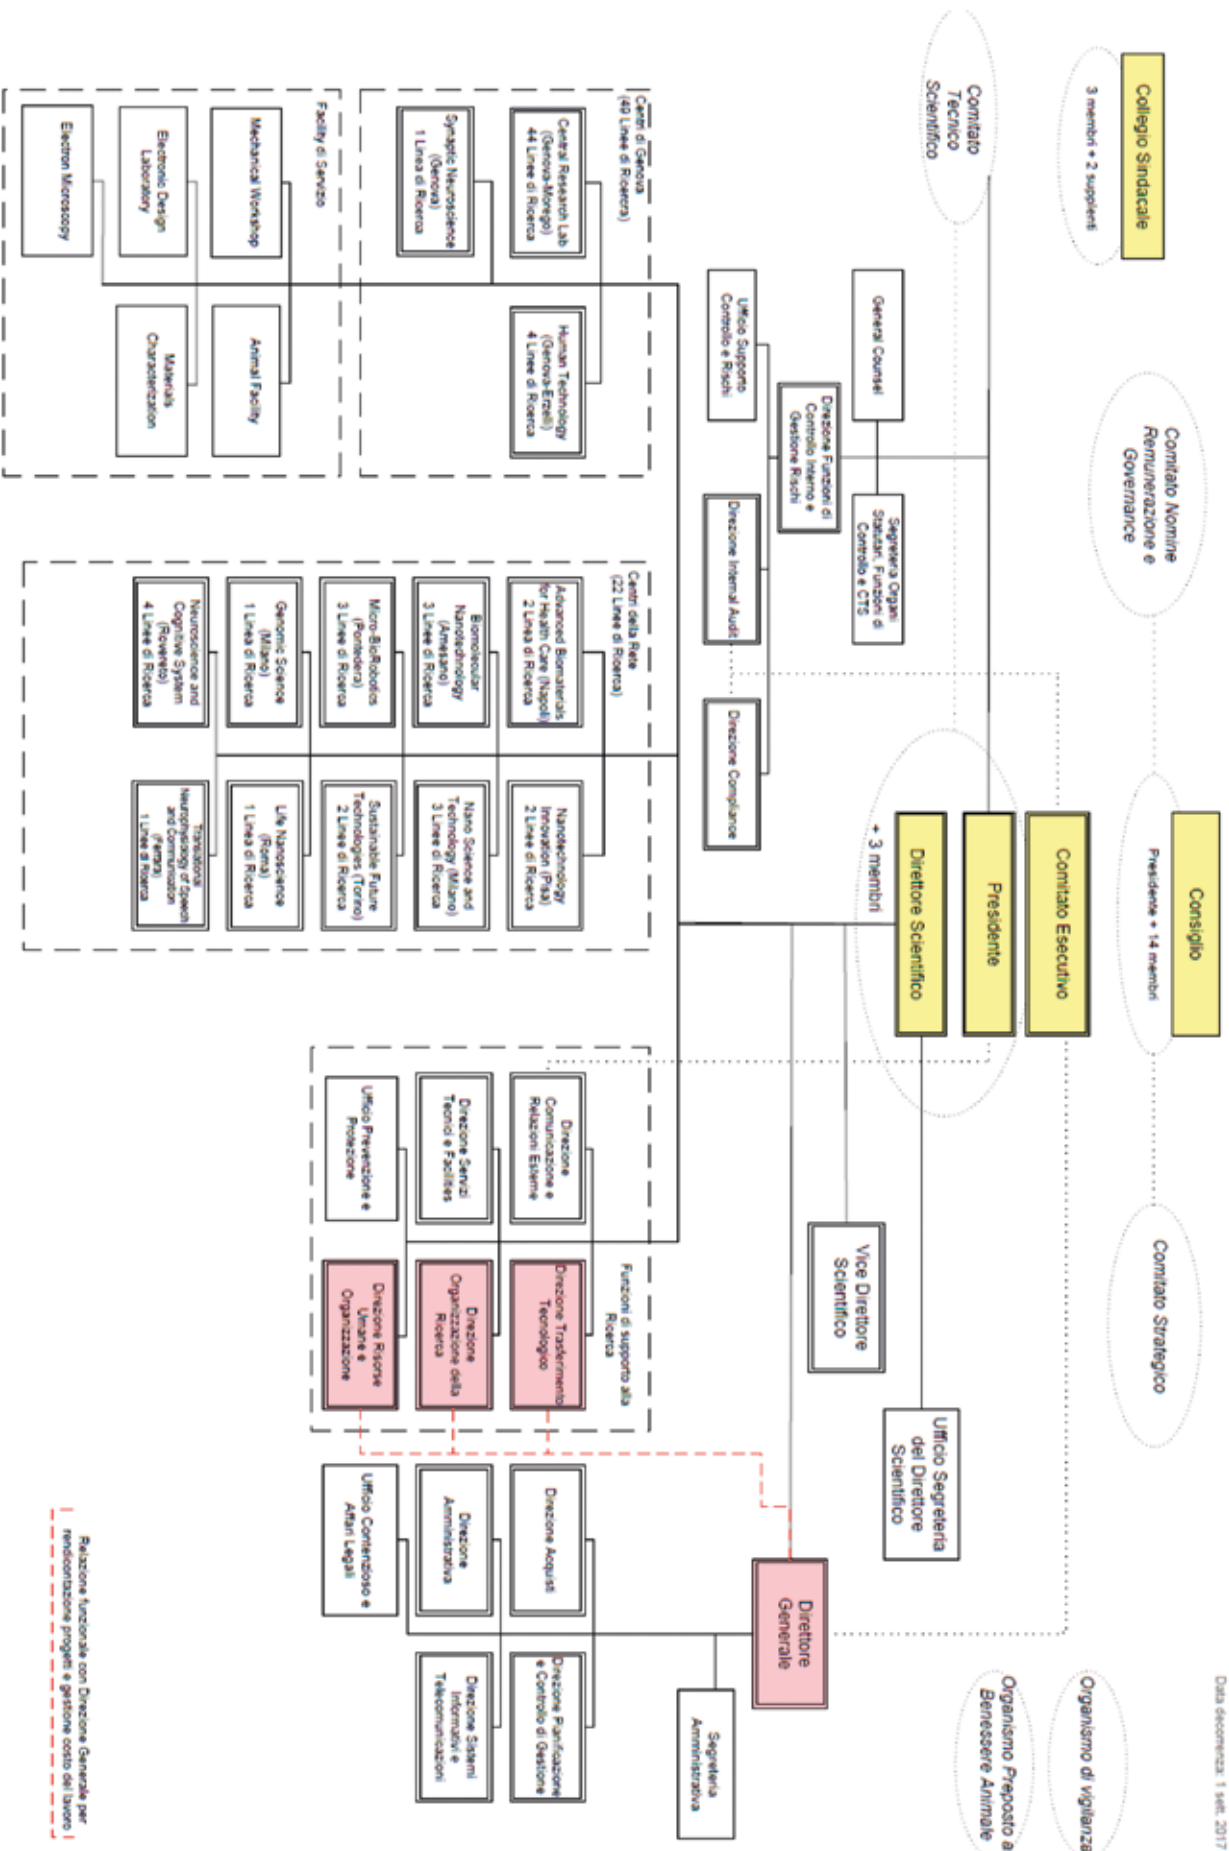 Data decorrenza: 1 sett. 2017
Collegio Sindacale
3 membri + 2 supplenti
Comitato Nomine
Remunerazione e
Governance
Consiglio
Presidente + 14 membri
Comitato Strategico
Organismo di vigilanza
Organismo Preposto a
Benessere Animale
Comitato
Tecnico
Scientifico
Comitato Esecutivo
Presidente
Direttore Scientifico
+ 3 membri
Ufficio Segreteria
del Direttore
Scientifico
Vice Direttore
Scientifico
Direttore
Generale
Segreteria
Amministrativa
General Counsel
Segreteria Organi
Statutari, Funzioni di
Controllo e CTS
Direzione Funzioni di
Controllo Interno e
Gestione Rischi
Ufficio Supporto
Controllo e Rischi
Direzione Internal Audit
Direzione Compliance
Centri di Genova
(49 Linee di Ricerca)
Central Research Lab
(Genova-Morego)
44 Linee di Ricerca
Human Technology
(Genova-Erzelli)
4 Linee di Ricerca
Synaptic Neuroscience
(Genova)
1 Linea di Ricerca
Facility di Servizio
Mechanical Workshop
Animal Facility
Electronic Design
Laboratory
Materials
Characterization
Electron Microscopy
Centri della Rete
(22 Linee di Ricerca)
Advanced Biomaterials
for Health Care (Napoli)
2 Linea di Ricerca
Nanotechnology
Innovation (Pisa)
2 Linee di Ricerca
Biomolecular
Nanotechnology
(Arnesano)
3 Linee di Ricerca
Nano Science and
Technology (Milano)
3 Linee di Ricerca
Micro-BioRobotics
(Pontedera)
3 Linee di Ricerca
Sustainable Future
Technologies (Torino)
2 Linee di Ricerca
Genomic Science
(Milano)
1 Linea di Ricerca
Life Nanoscience
(Roma)
1 Linea di Ricerca
Neuroscience and
Cognitive System
(Rovereto)
4 Linee di Ricerca
Translational
Neurophysiology of Speech
and Communication
(Ferrara)
1 Linee di Ricerca
Funzioni di supporto alla
Ricerca
Direzione
Comunicazione e
Relazioni Esterne
Direzione Trasferimento
Tecnologico
Direzione Servizi
Tecnici e Facilities
Direzione
Organizzazione della
Ricerca
Ufficio Prevenzione e
Protezione
Direzione Risorse
Umane e
Organizzazione
Direzione Acquisti
Direzione Pianificazione
e Controllo di Gestione
Direzione
Amministrativa
Direzione Sistemi
Informativi e
Telecomunicazioni
Ufficio Contenzioso e
Affari Legali
Relazione funzionale con Direzione Generale per
rendicontazione progetti e gestione costo del lavoro